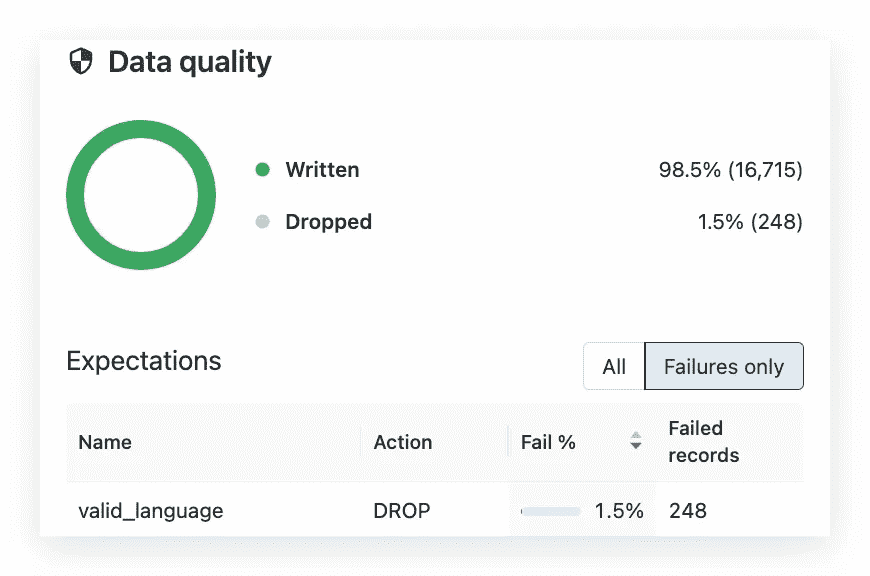 Data quality
Written 98.5% (16,715)
Dropped 1.5% (248)
Expectations All Failures only
Name Action Fail % Failed
records
valid_language DROP 1.5% 248